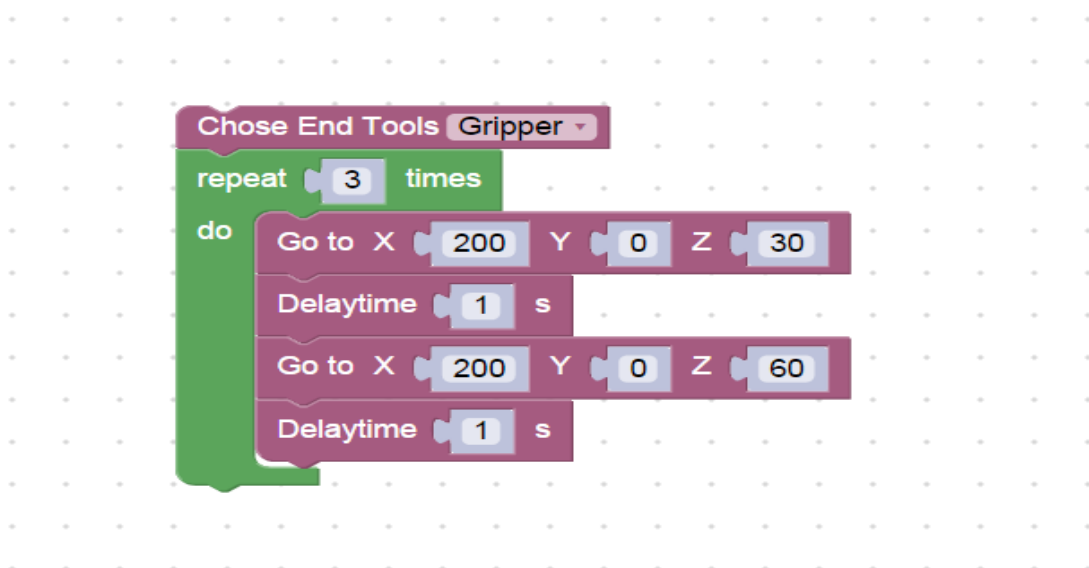 Chose End Tools Gripper
repeat 3 times
do
Go to X 200 Y 0 Z 30
Delaytime 1 s
Go to X 200 Y 0 Z 60
Delaytime 1 s